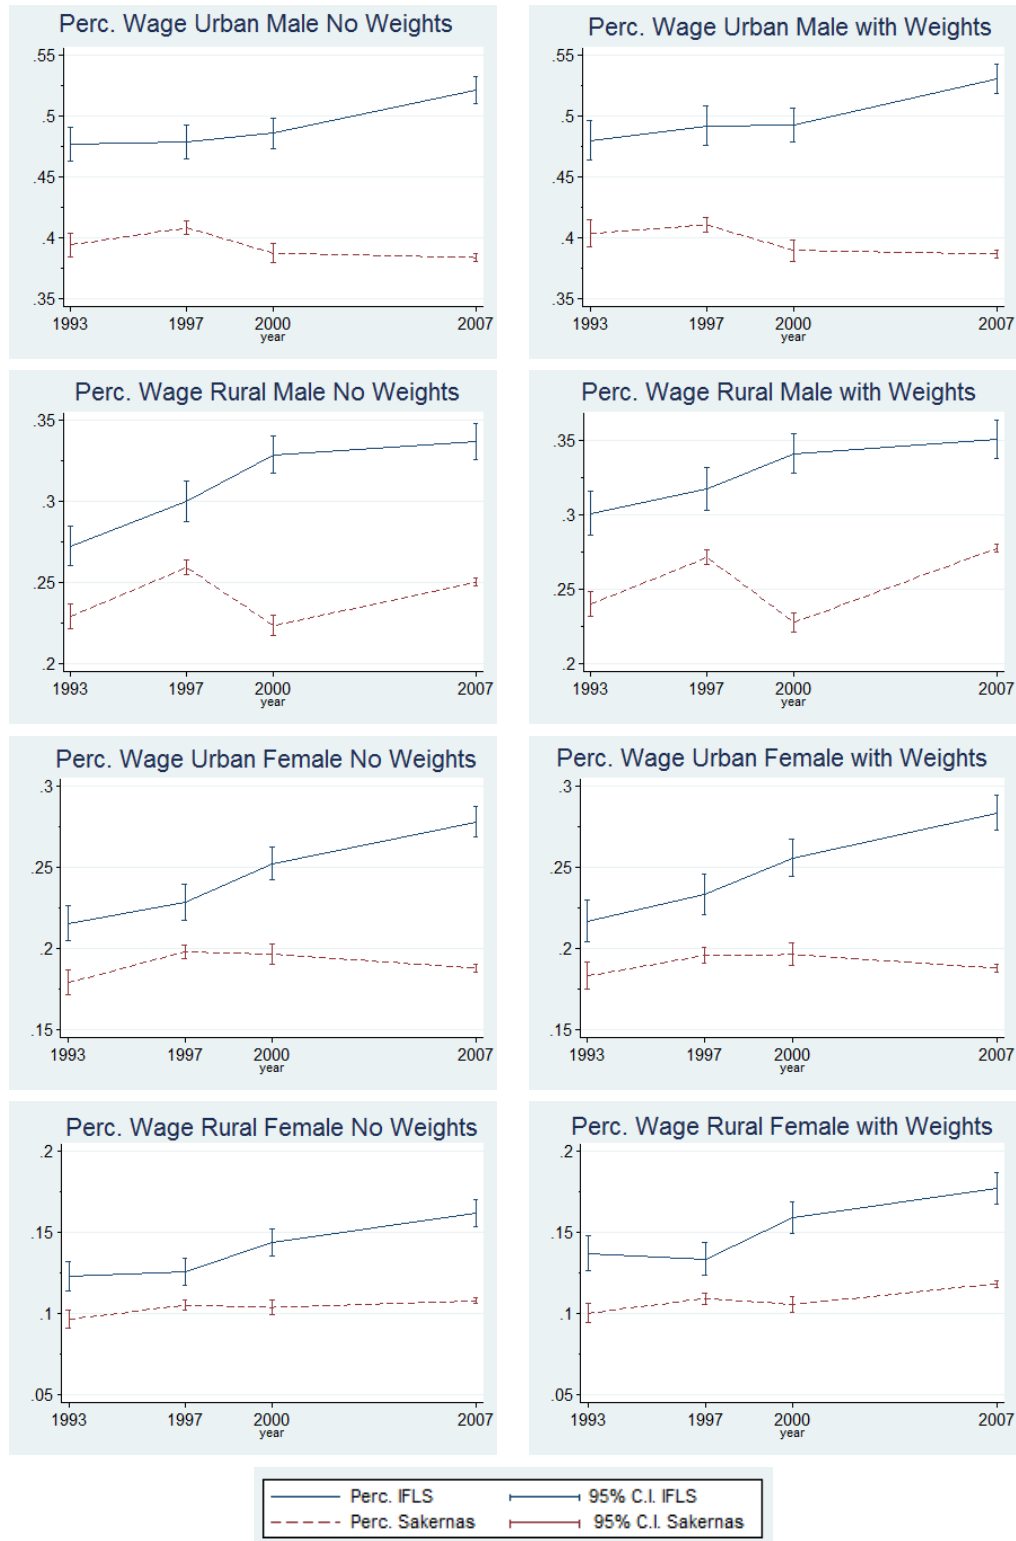 Perc. Wage Urban Male No Weights
.55
.5
.45
.4
.35
1993 1997 2000 2007
year
Perc. Wage Urban Male with Weights
.55
.5
.45
.4
.35
1993 1997 2000 2007
year
Perc. Wage Rural Male No Weights
.35
.3
.25
.2
1993 1997 2000 2007
year
Perc. Wage Rural Male with Weights
.35
.3
.25
.2
1993 1997 2000 2007
year
Perc. Wage Urban Female No Weights
.3
.25
.2
.15
1993 1997 2000 2007
year
Perc. Wage Urban Female with Weights
.3
.25
.2
.15
1993 1997 2000 2007
year
Perc. Wage Rural Female No Weights
.2
.15
.1
.05
1993 1997 2000 2007
year
Perc. Wage Rural Female with Weights
.2
.15
.1
.05
1993 1997 2000 2007
year
Perc. IFLS 95% C.I. IFLS
Perc. Sakernas 95% C.I. Sakernas